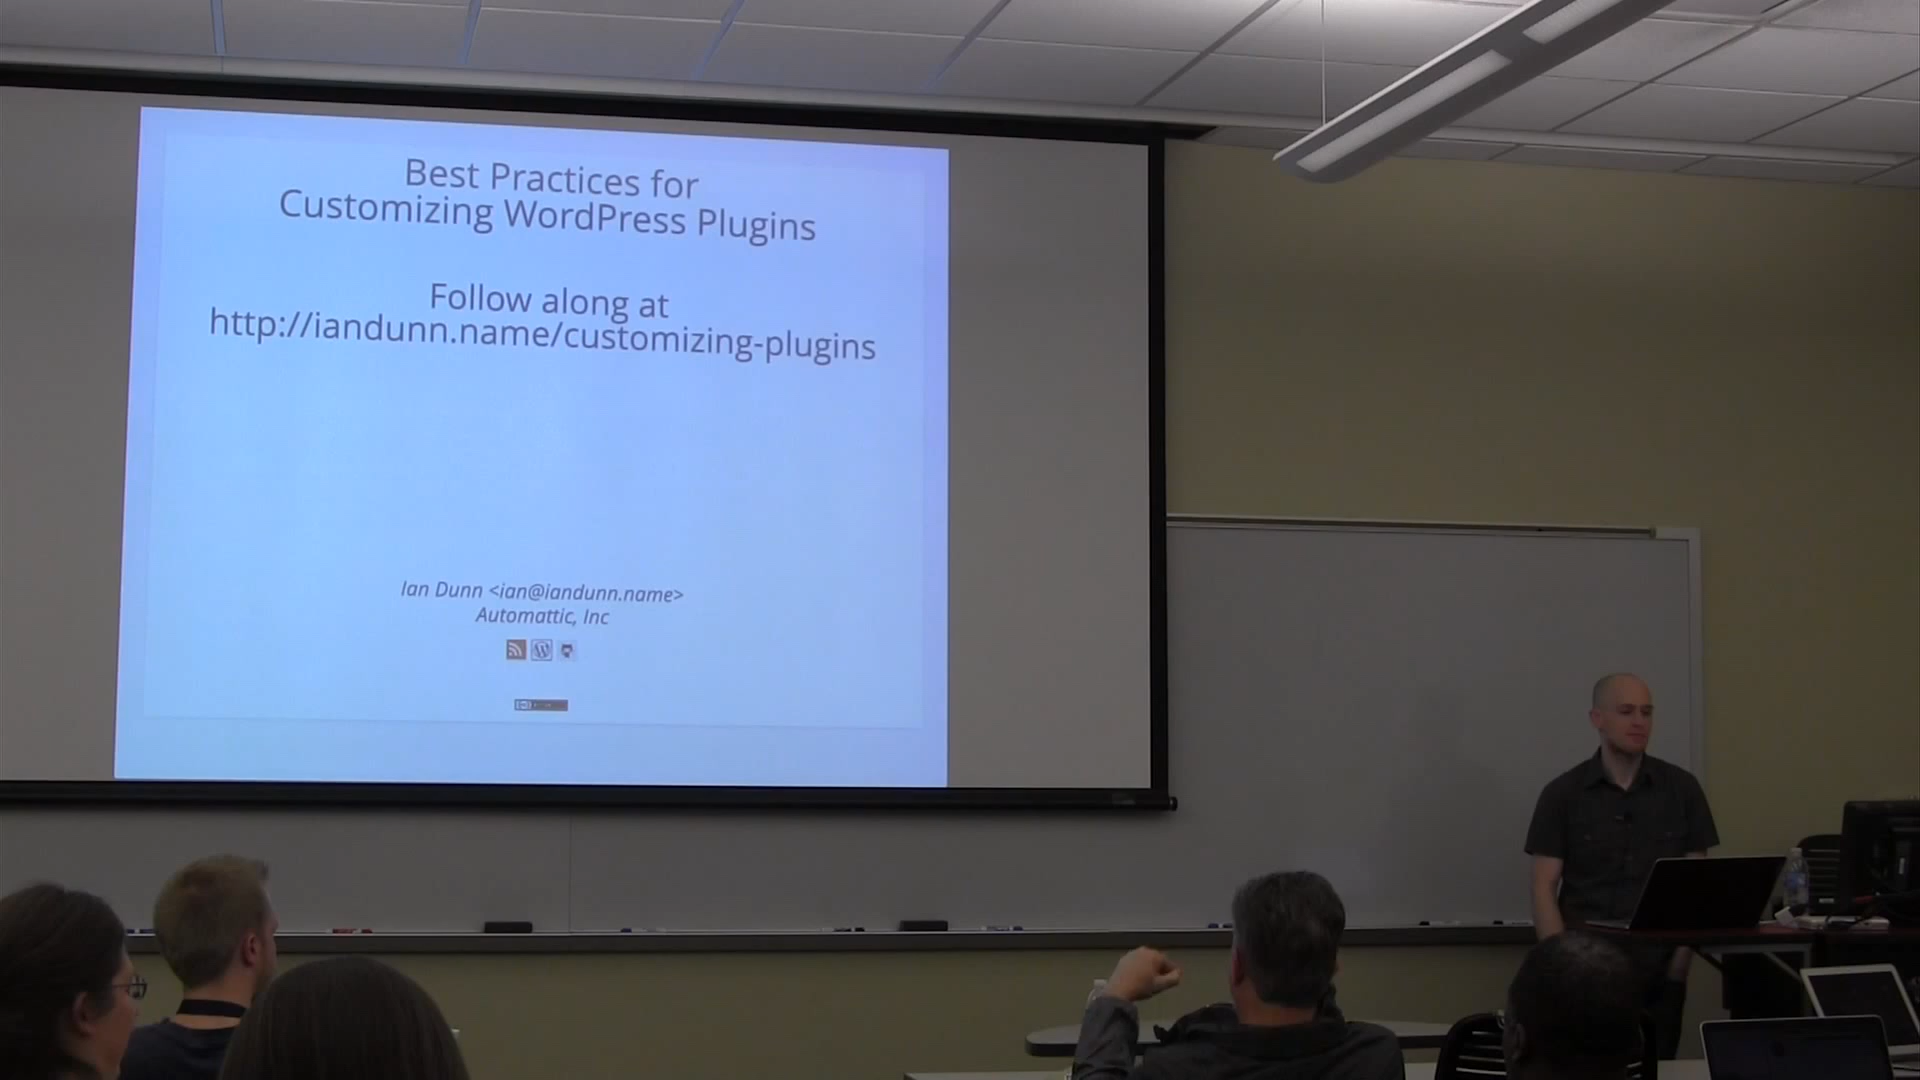 Best Practices for
Customizing WordPress Plugins
Follow along at
http://iandunn.name/customizing-plugins
Ian Dunn <ian@iandunn.name>
Automattic, Inc